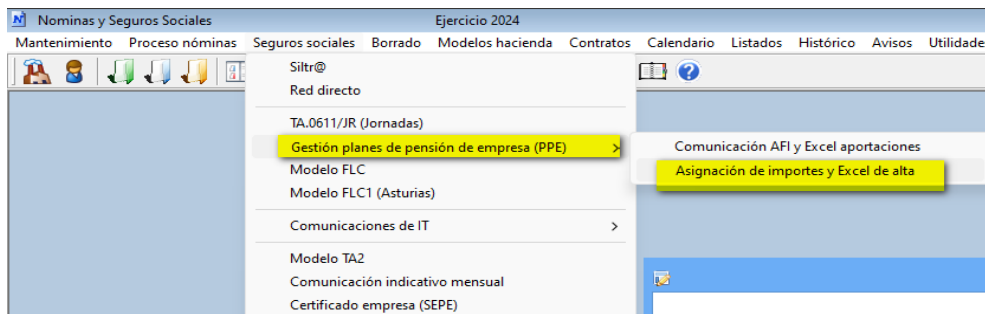 Nominas y Seguros Sociales Ejercicio 2024
Mantenimiento Proceso nóminas Seguros sociales Borrado Modelos hacienda Contratos Calendario Listados Histórico Avisos Utilidade
Siltr@
Red directo
TA.0611/JR (Jornadas)
Gestión planes de pensión de empresa (PPE) >
Comunicación AFI y Excel aportaciones
Modelo FLC
Asignación de importes y Excel de alta
Modelo FLC1 (Asturias)
Comunicaciones de IT >
Modelo TA2
Comunicación indicativo mensual
Certificado empresa (SEPE)